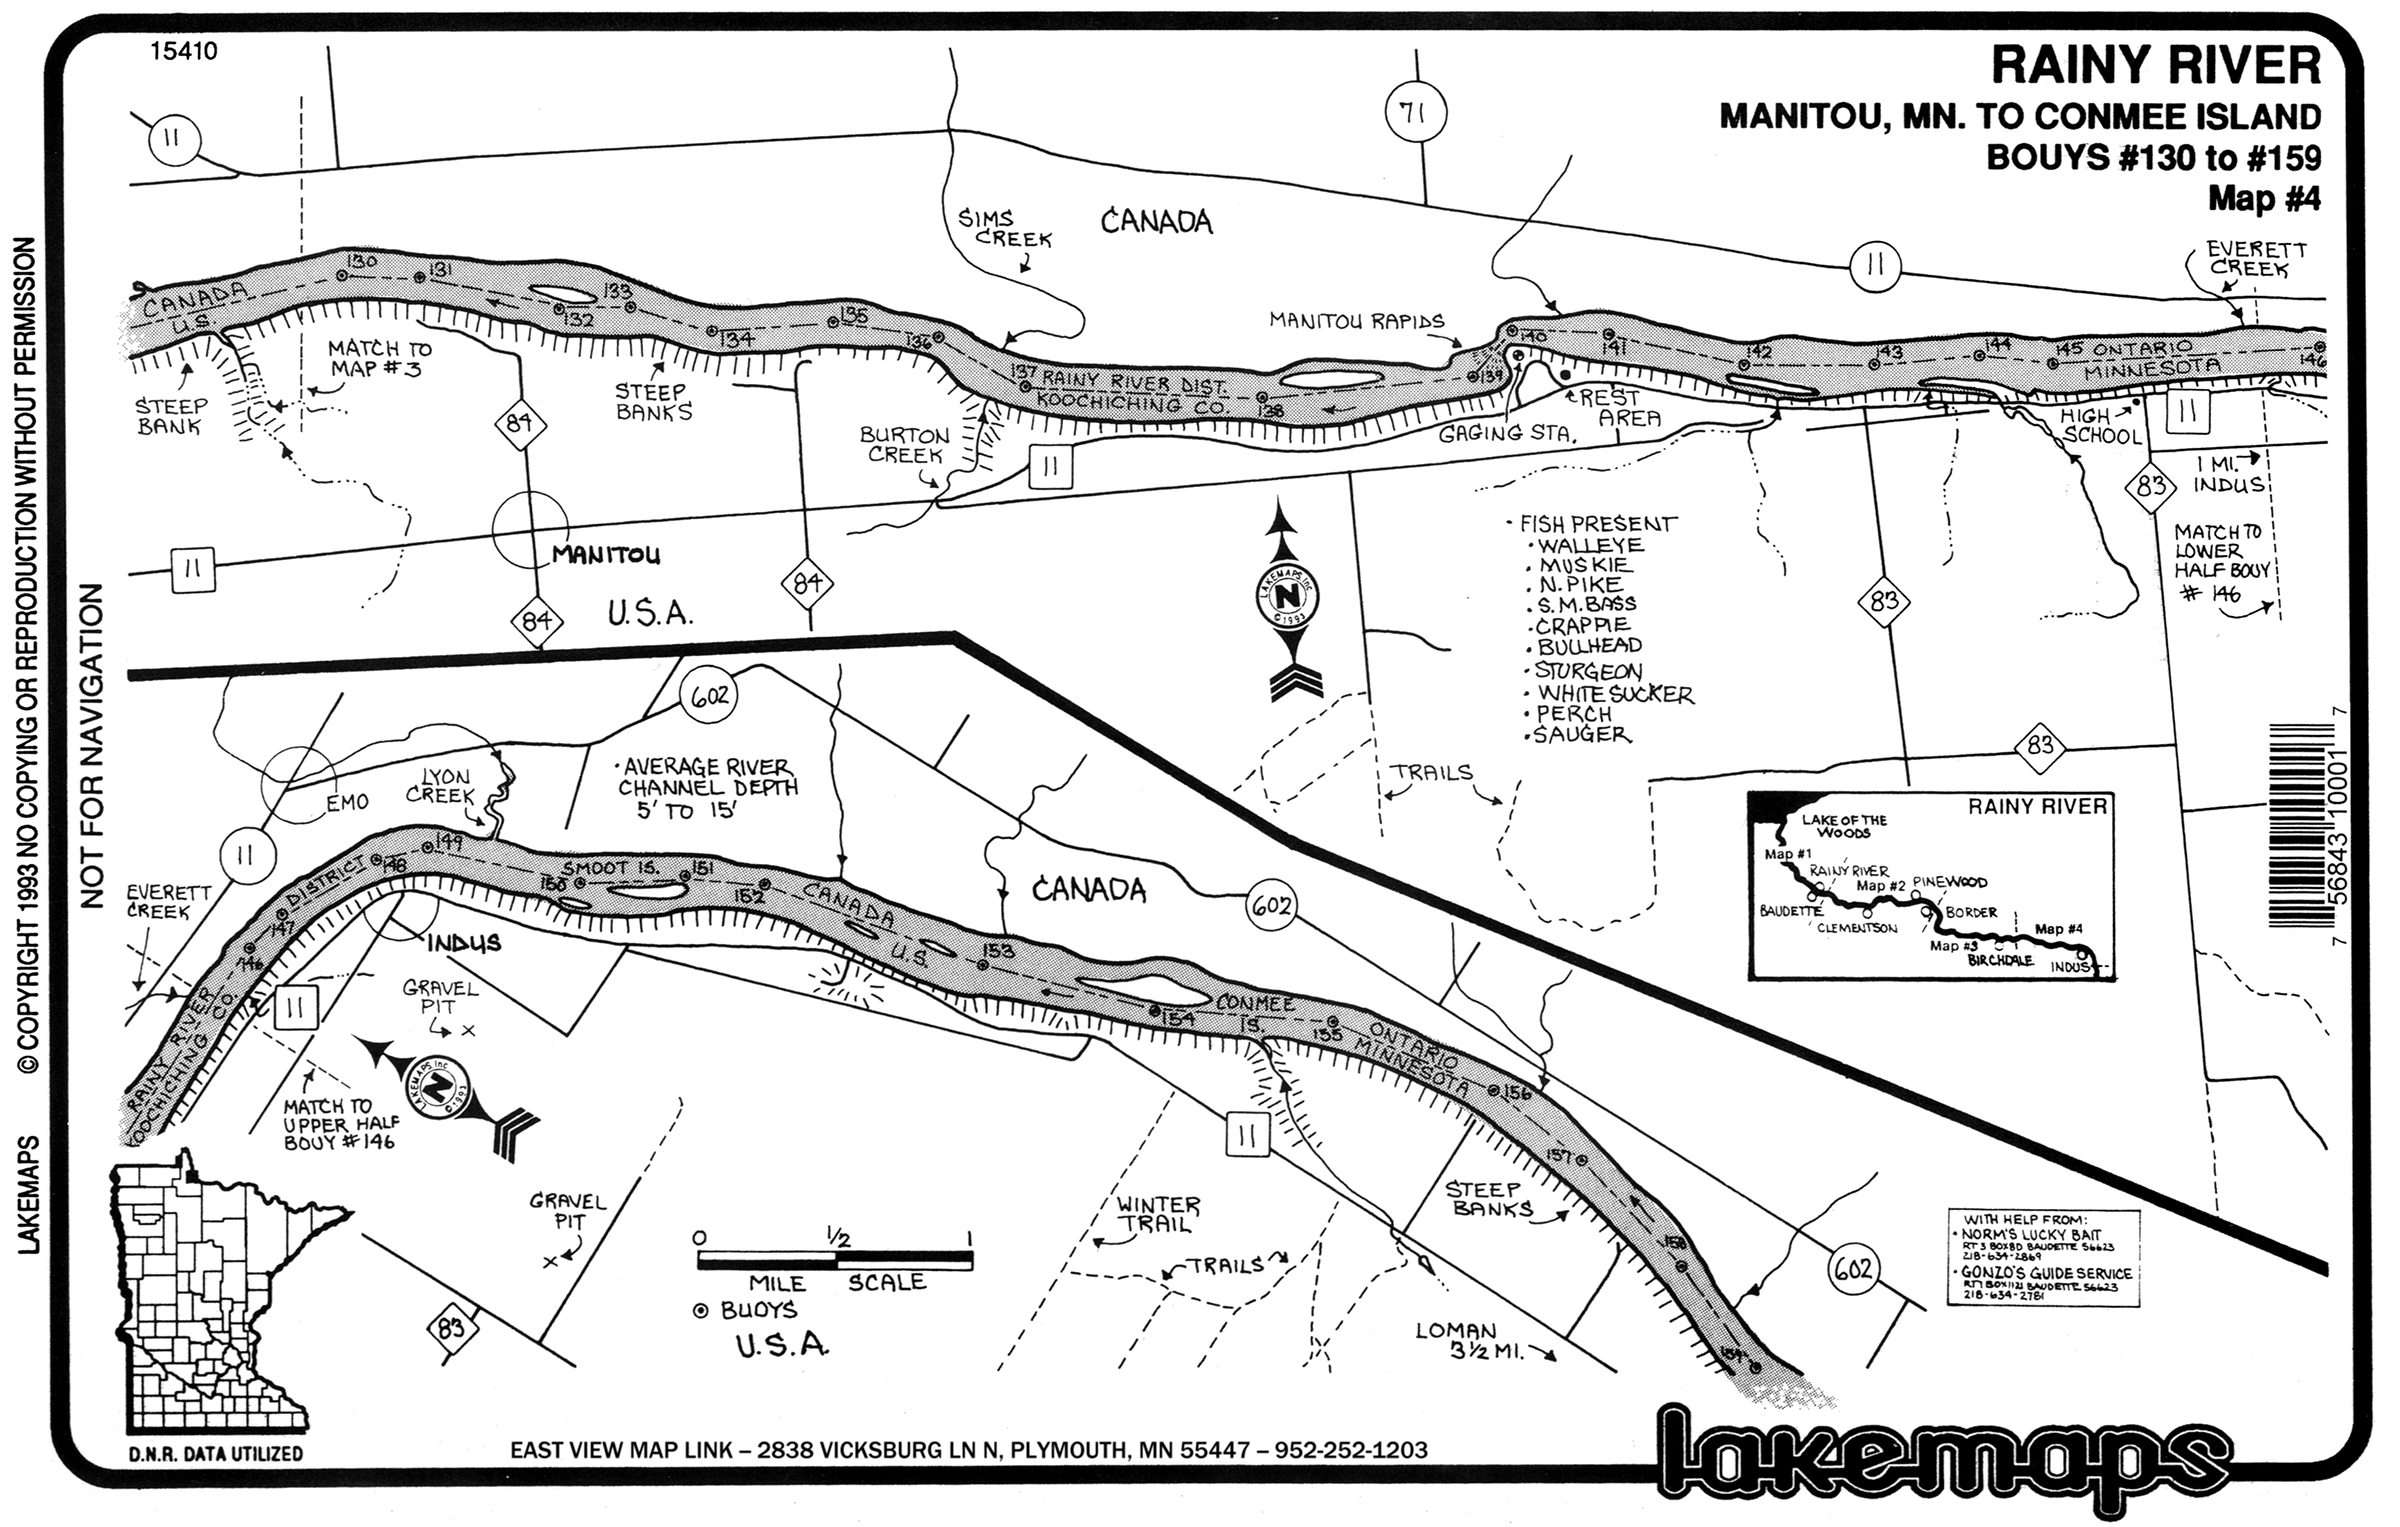 15410
RAINY RIVER
MANITOU, MN. TO CONMEE ISLAND
BOUYS #130 to #159
Map #4
11
71
SIMS
CREEK
CANADA
11
EVERETT
CREEK
130
131
133
132
134
135
136
137
138
139
140
141
142
143
144
145
146
CANADA
U.S.
MANITOU RAPIDS
RAINY RIVER DIST.
KOOCHICHING CO.
ONTARIO
MINNESOTA
STEEP
BANK
MATCH TO
MAP #3
STEEP
BANKS
BURTON
CREEK
GAGING STA.
REST
AREA
HIGH
SCHOOL
11
84
11
83
1 MI.
INDUS
MATCH TO
LOWER
HALF BOUY
# 146
11
MANITOU
84
84
U.S.A.
LAKEMAPS Inc.
N
©1993
• FISH PRESENT
• WALLEYE
• MUSKIE
• N. PIKE
• S.M. BASS
• CRAPPIE
• BULLHEAD
• STURGEON
• WHITE SUCKER
• PERCH
• SAUGER
83
83
TRAILS
RAINY RIVER
LAKE OF THE
WOODS
Map #1
RAINY RIVER
Map #2
PINEWOOD
BAUDETTE
CLEMENTSON
BORDER
Map #3
BIRCHDALE
Map #4
INDUS
7 56843 10001 7
602
• AVERAGE RIVER
CHANNEL DEPTH
5' TO 15'
EMO
LYON
CREEK
11
EVERETT
CREEK
146
147
148
149
150
151
152
153
154
155
156
157
158
159
DISTRICT
RAINY RIVER
KOOCHICHING CO.
SMOOT IS.
CANADA
U.S.
CANADA
602
CONMEE
IS.
ONTARIO
MINNESOTA
INDUS
GRAVEL
PIT
11
MATCH TO
UPPER HALF
BOUY #146
LAKEMAPS Inc.
N
©1993
GRAVEL
PIT
83
0 1/2 1
MILE SCALE
BUOYS
U.S.A.
11
WINTER
TRAIL
TRAILS
STEEP
BANKS
LOMAN
3 1/2 MI.
602
WITH HELP FROM:
• NORM'S LUCKY BAIT
RT 3 BOX 8D BAUDETTE 56623
218-634-2869
• GONZO'S GUIDE SERVICE
RT 1 BOX 1121 BAUDETTE 56623
218-634-2781
D.N.R. DATA UTILIZED
EAST VIEW MAP LINK – 2838 VICKSBURG LN N, PLYMOUTH, MN 55447 – 952-252-1203
lakemaps
LAKEMAPS © COPYRIGHT 1993 NO COPYING OR REPRODUCTION WITHOUT PERMISSION
NOT FOR NAVIGATION